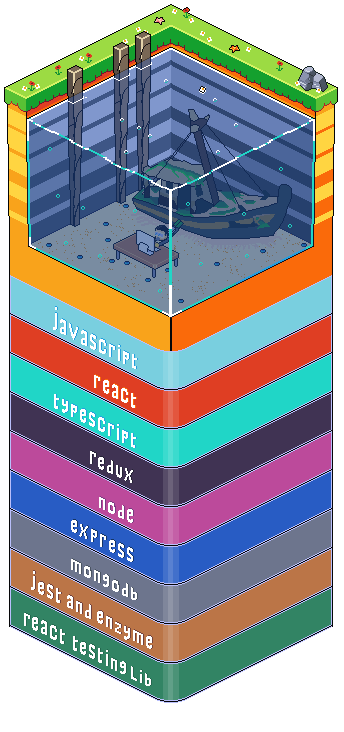 javascript
react
typescript
redux
node
express
mongodb
jest and enzyme
react testing Lib